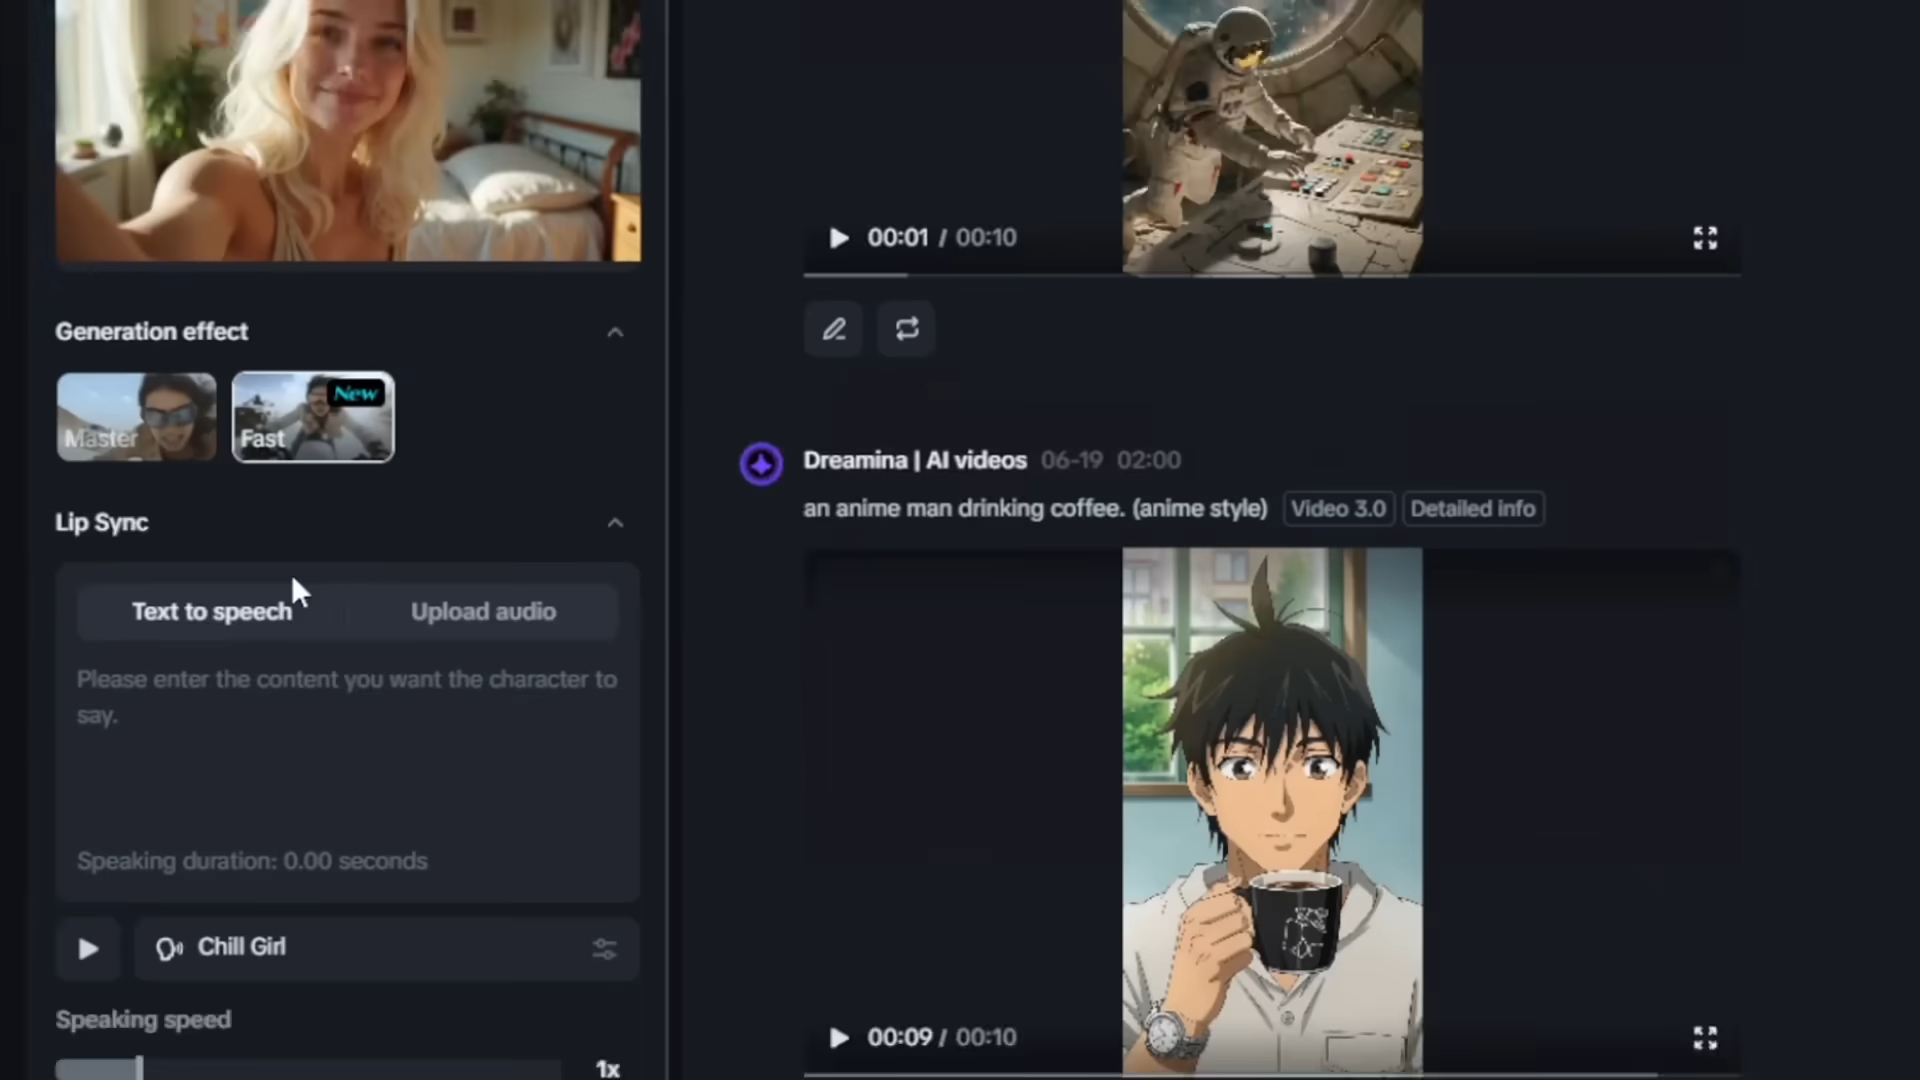 00:01 / 00:10
Generation effect
Master
Fast
New
Lip Sync
Text to speech
Upload audio
Please enter the content you want the character to
say.
Speaking duration: 0.00 seconds
Chill Girl
Speaking speed
1x
Dreamina | AI videos 06-19 02:00
an anime man drinking coffee. (anime style) Video 3.0 Detailed info
00:09 / 00:10